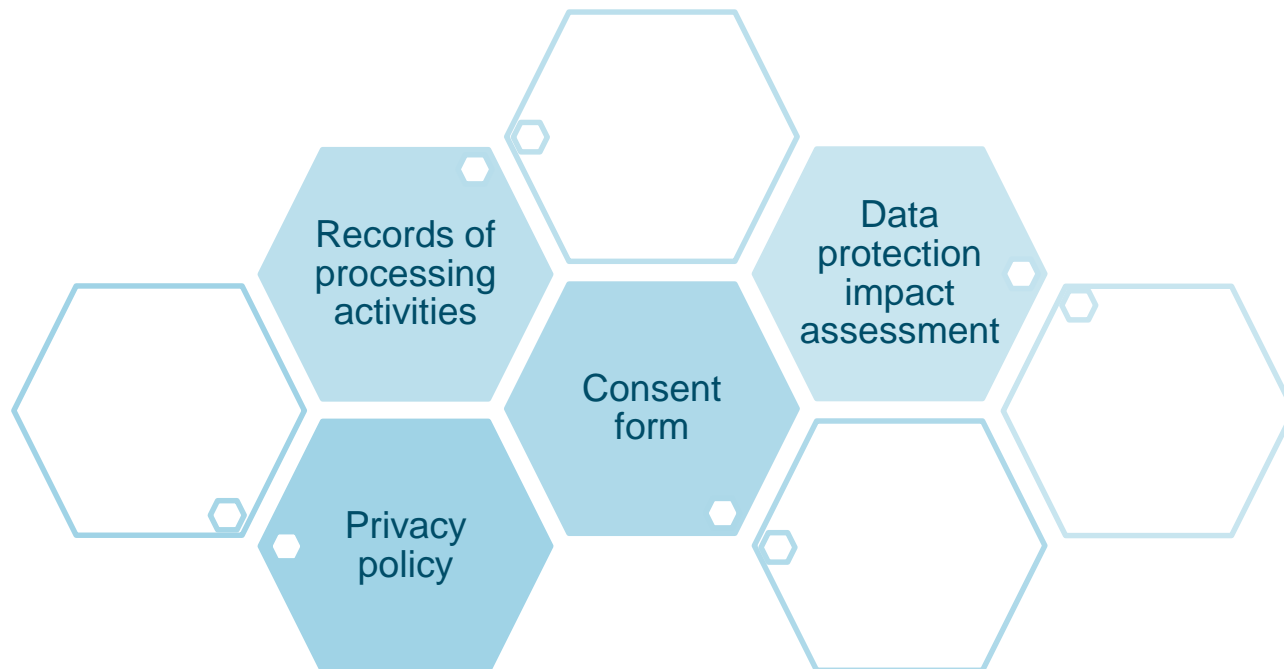 Records of
processing
activities
Data
protection
impact
assessment
Consent
form
Privacy
policy